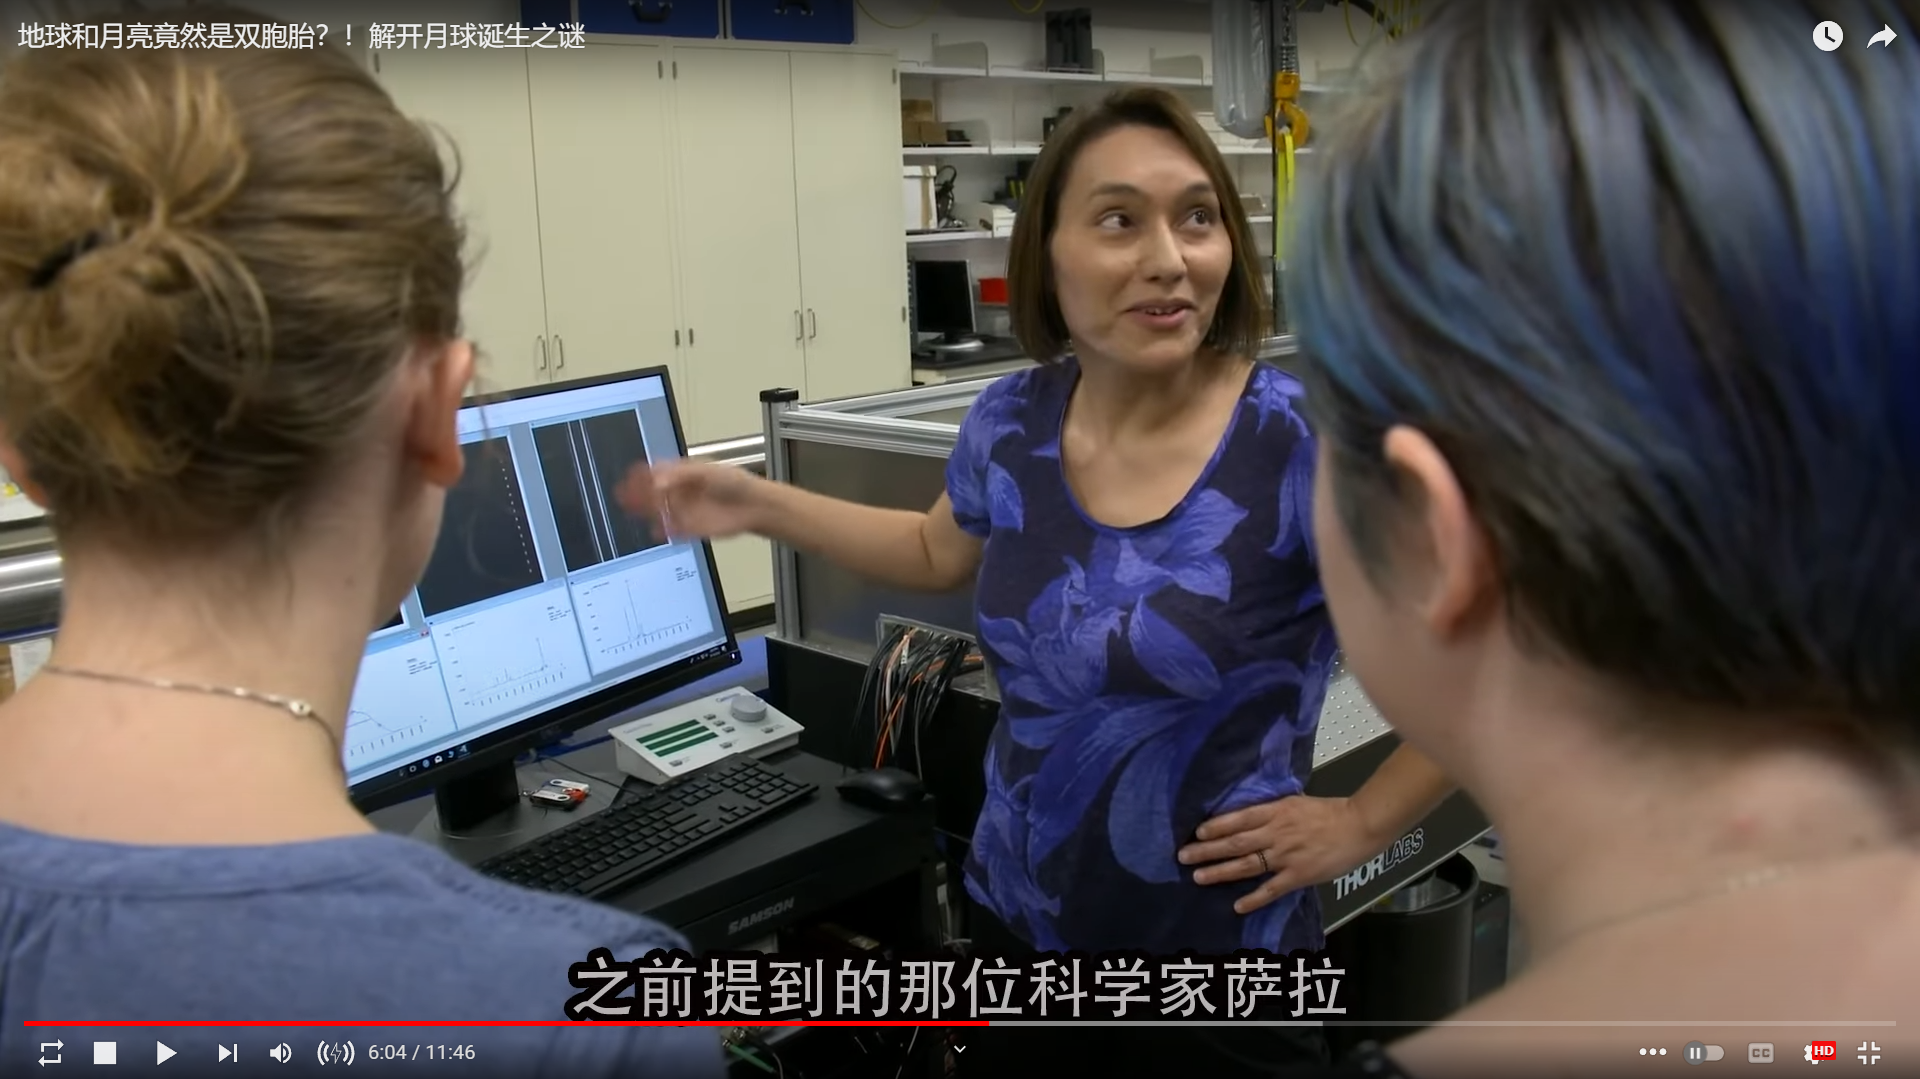 地球和月亮竟然是双胞胎？！解开月球诞生之谜
SAMSON
THORLABS
之前提到的那位科学家萨拉
6:04 / 11:46
CC
HD